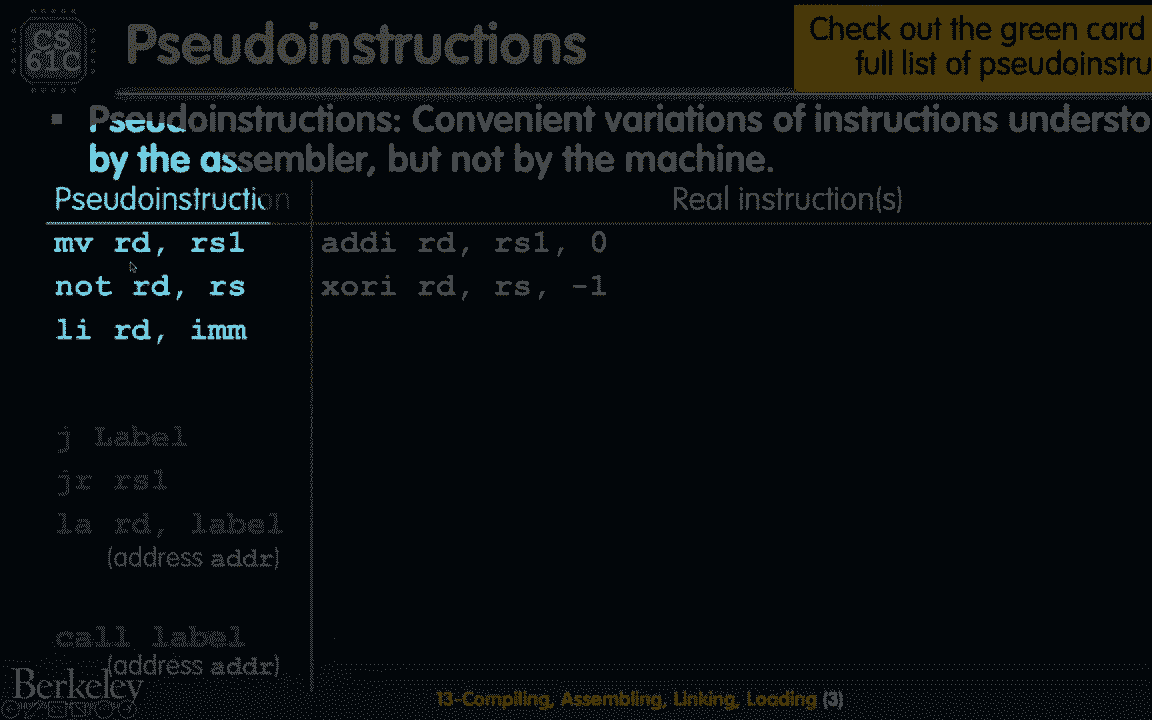 CS
61C
Pseudoinstructions
Check out the green card
full list of pseudoinstru
▪ Pseudoinstructions: Convenient variations of instructions understo
by the assembler, but not by the machine.
Pseudoinstruction Real instruction(s)
mv rd, rs1 addi rd, rs1, 0
not rd, rs xori rd, rs, -1
li rd, imm
j Label
jr rs1
la rd, label
(address addr)
call label
(address addr)
Berkeley
13-Compiling, Assembling, Linking, Loading (3)